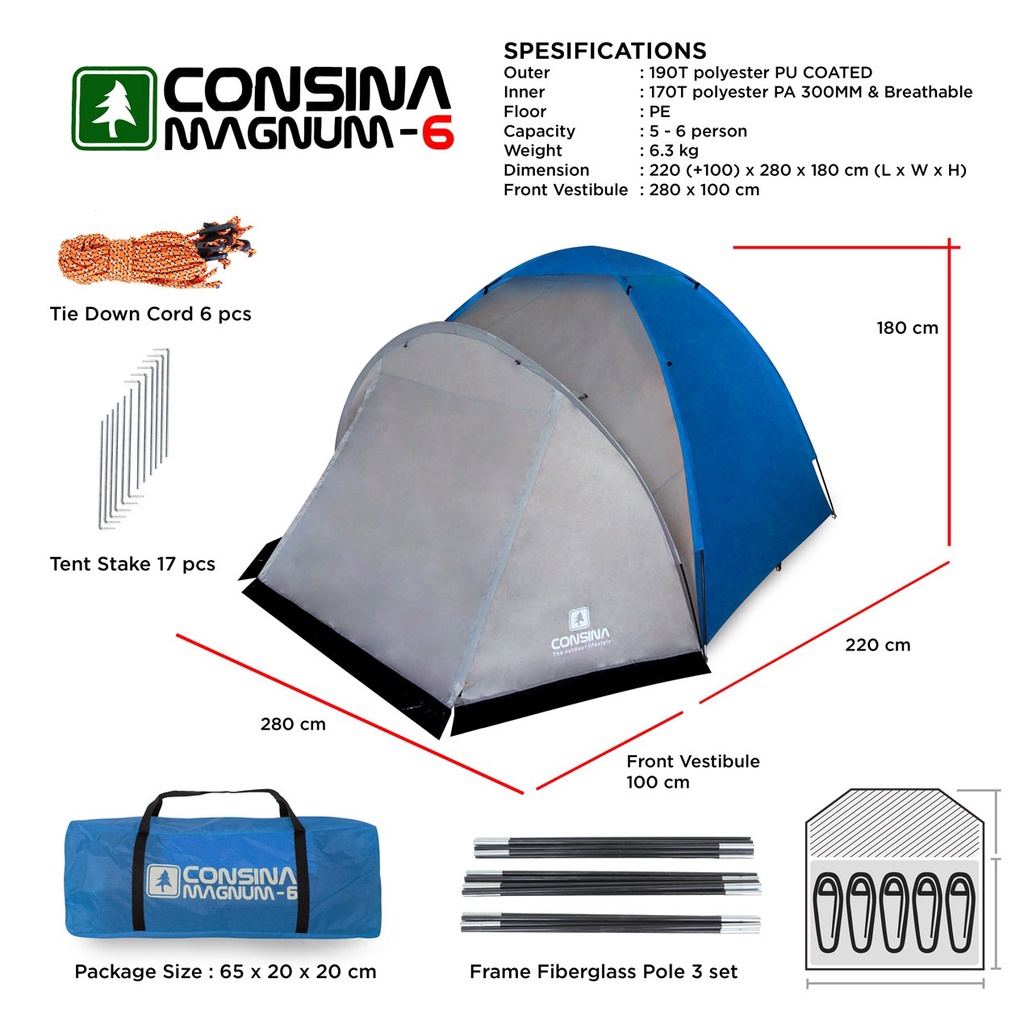 CONSINA
MAGNUM-6
SPESIFICATIONS
Outer : 190T polyester PU COATED
Inner : 170T polyester PA 300MM & Breathable
Floor : PE
Capacity : 5 - 6 person
Weight : 6.3 kg
Dimension : 220 (+100) x 280 x 180 cm (L x W x H)
Front Vestibule : 280 x 100 cm
Tie Down Cord 6 pcs
180 cm
Tent Stake 17 pcs
CONSINA
The outdoor lifestyle
220 cm
280 cm
Front Vestibule
100 cm
CONSINA
MAGNUM-6
Package Size : 65 x 20 x 20 cm
Frame Fiberglass Pole 3 set